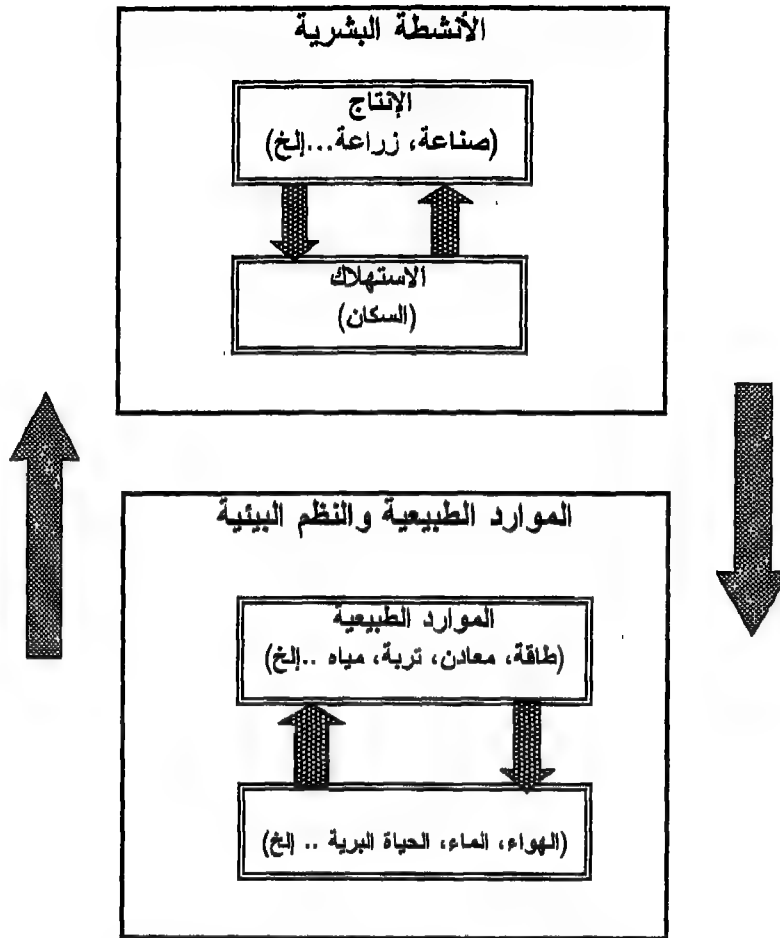 الأنشطة البشرية
الإنتاج
(صناعة، زراعة...إلخ)
الاستهلاك
(السكان)
الموارد الطبيعية والنظم البيئية
الموارد الطبيعية
(طاقة، معادن، تربة، مياه ..إلخ)
(الهواء، الماء، الحياة البرية .. إلخ)